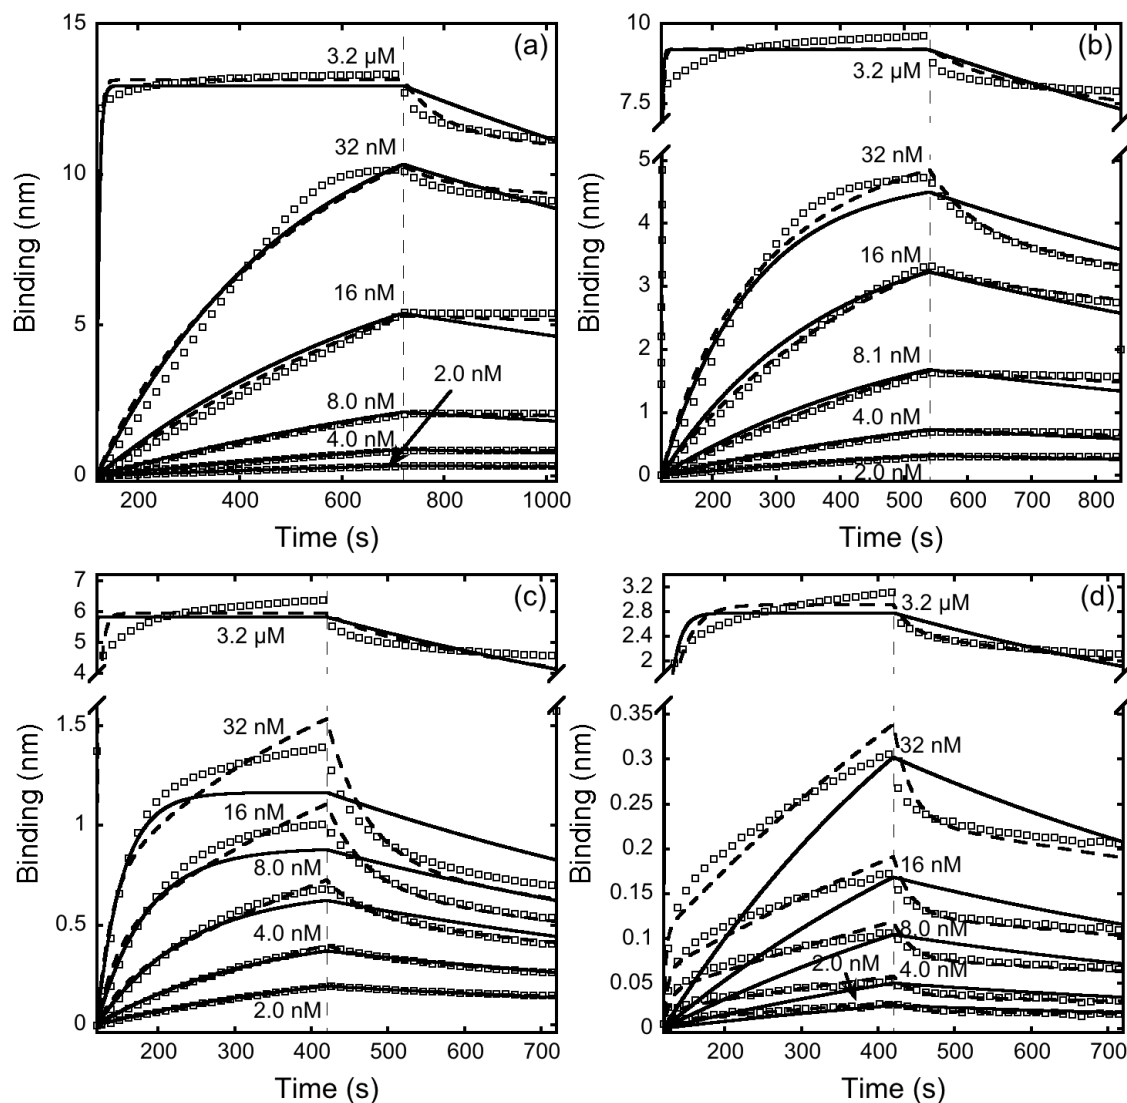 15
(a)
3.2 µM
10
32 nM
16 nM
5
2.0 nM
8.0 nM
4.0 nM
0
200 400 600 800 1000
Binding (nm)
Time (s)
10
(b)
3.2 µM
7.5
5
32 nM
4
16 nM
3
8.1 nM
2
4.0 nM
1
2.0 nM
0
200 300 400 500 600 700 800
Binding (nm)
Time (s)
7
(c)
6
3.2 µM
5
4
1.5
32 nM
16 nM
1
8.0 nM
0.5
4.0 nM
2.0 nM
0
200 300 400 500 600 700
Binding (nm)
Time (s)
3.2
(d)
3.2 µM
2.8
2.4
2
0.35
32 nM
0.3
0.25
0.2
16 nM
0.15
8.0 nM
0.1
2.0 nM
4.0 nM
0.05
0
200 300 400 500 600 700
Binding (nm)
Time (s)